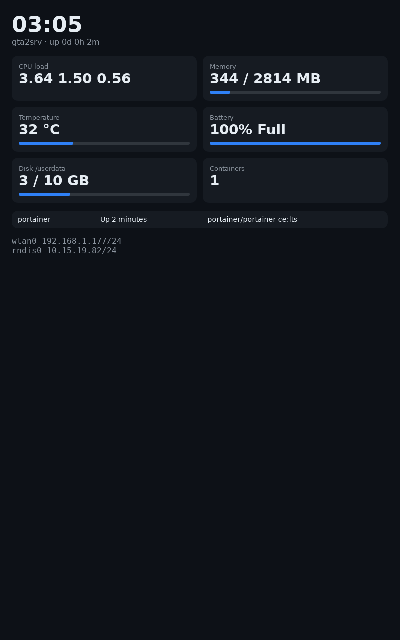 03:05
gta2srv · up 0d 0h 2m
CPU load
3.64 1.50 0.56
Memory
344 / 2814 MB
Temperature
32 °C
Battery
100% Full
Disk /userdata
3 / 10 GB
Containers
1
portainer Up 2 minutes portainer/portainer-ce:lts
wlan0 192.168.1.177/24
rndis0 10.15.19.82/24